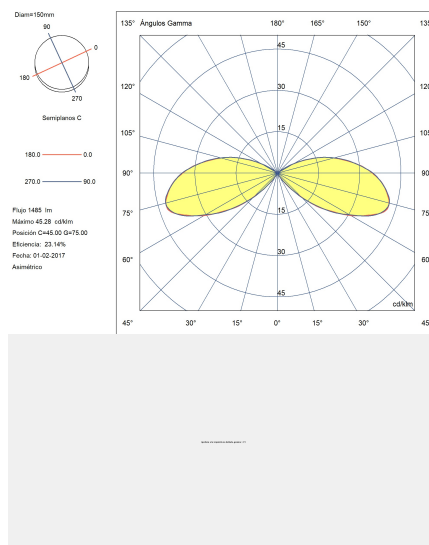 Diam=150mm
90
0
180
270
Semiplanos C
180.0 0.0
270.0 90.0
Flujo 1485 lm
Máximo 45.28 cd/klm
Posición C=45.00 G=75.00
Eficiencia: 23.14%
Fecha: 01-02-2017
Asimétrico
135° Ángulos Gamma 180° 165° 150° 135
45
120° 30 120
105° 15 105
90° 90
75° 15 75
60° 30 60
45
cd/klm
45° 30° 15° 0° 15° 30° 45